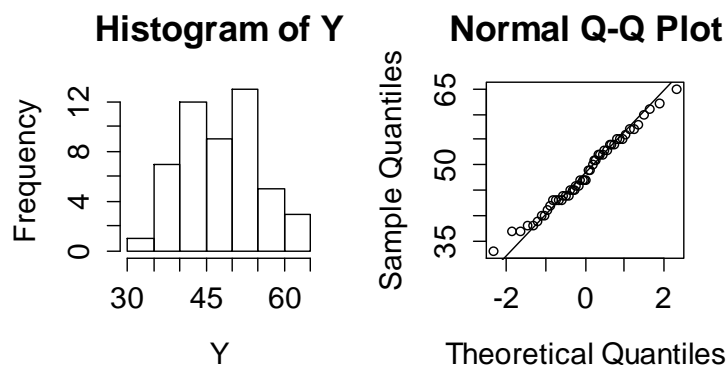 Histogram of Y
Frequency
0 4 8 12
30 45 60
Y
Normal Q-Q Plot
Sample Quantiles
35 50 65
-2 0 2
Theoretical Quantiles